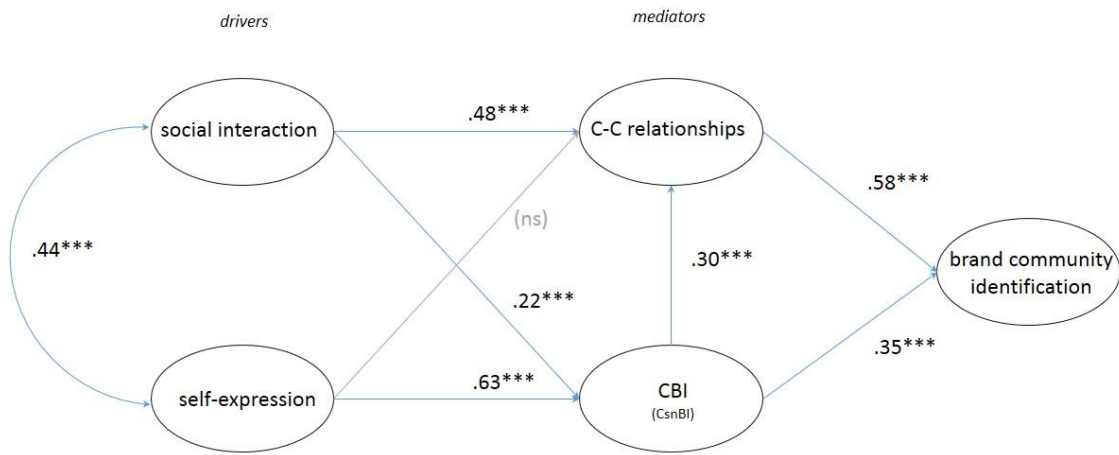 drivers
mediators
social interaction
.48***
C-C relationships
.58***
(ns)
.44***
.30***
brand community
identification
.22***
.35***
self-expression
.63***
CBI
(CsnBI)